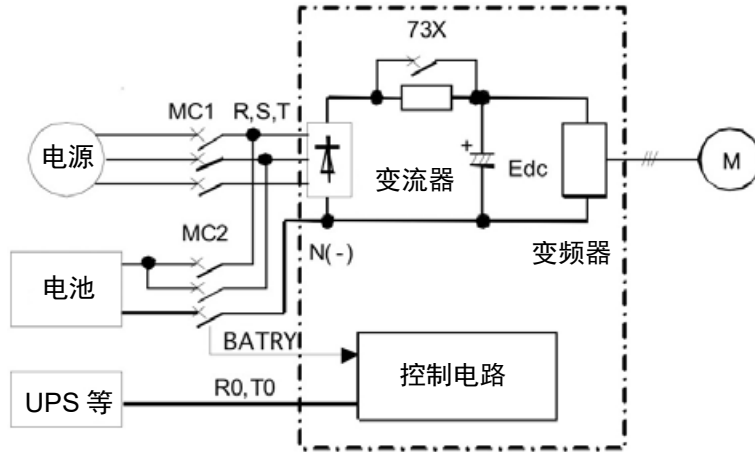 73X
MC1
R,S,T
电源
+
变流器
Edc
M
MC2
N(-)
变频器
电池
BATRY
控制电路
R0,T0
UPS 等